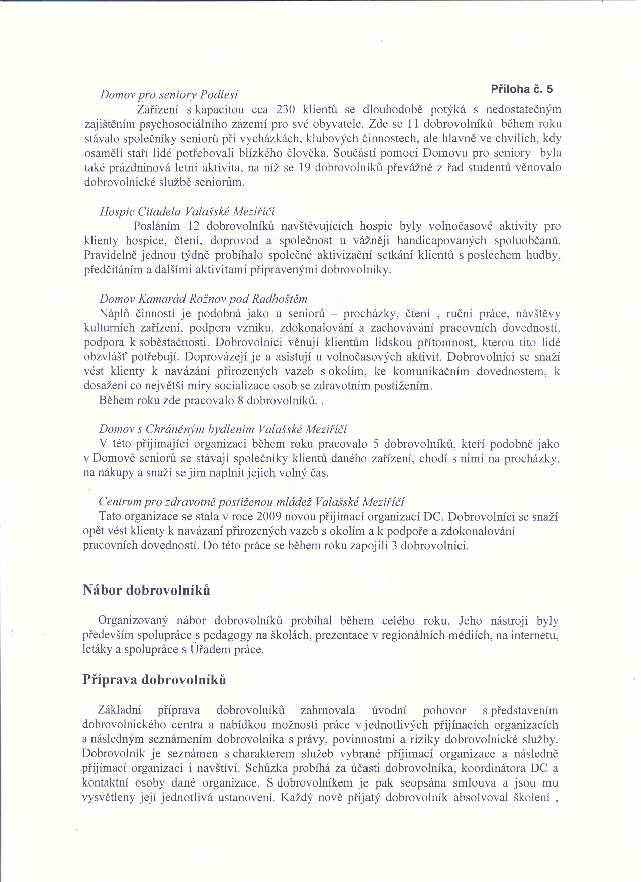 Příloha č. 5
Domov pro seniory Podlesí
Zařízení s kapacitou cca 230 klientů se dlouhodobě potýká s nedostatečným
zajištěním psychosociálního zázemí pro své obyvatele. Zde se 11 dobrovolníků během roku
stávalo společníky seniorů při vycházkách, klubových činnostech, ale hlavně ve chvílích, kdy
osamělí staří lidé potřebovali blízkého člověka. Součástí pomoci Domovu pro seniory byla
také prázdninová letní aktivita, na níž se 19 dobrovolníků převážně z řad studentů věnovalo
dobrovolnické službě seniorům.
Hospic Citadela Valašské Meziříčí
Posláním 12 dobrovolníků navštěvujících hospic byly volnočasové aktivity pro
klienty hospice, čtení, doprovod a společnost u vážněji handicapovaných spoluobčanů.
Pravidelně jednou týdně probíhalo společné aktivizační setkání klientů s poslechem hudby,
předčítáním a dalšími aktivitami připravenými dobrovolníky.
Domov Kamarád Rožnov pod Radhoštěm
Náplň činností je podobná jako u seniorů – procházky, čtení , ruční práce, návštěvy
kulturních zařízení, podpora vzniku, zdokonalování a zachovávání pracovních dovedností,
podpora k soběstačnosti. Dobrovolníci věnují klientům lidskou přítomnost, kterou tito lidé
obzvlášť potřebují. Doprovázejí je a asistují u volnočasových aktivit. Dobrovolníci se snaží
vést klienty k navázání přirozených vazeb s okolím, ke komunikačním dovednostem, k
dosažení co největší míry socializace osob se zdravotním postižením.
Během roku zde pracovalo 8 dobrovolníků. .
Domov s Chráněným bydlením Valašské Meziříčí
V této přijímající organizaci během roku pracovalo 5 dobrovolníků, kteří podobně jako
v Domově seniorů se stávají společníky klientů daného zařízení, chodí s nimi na procházky,
na nákupy a snaží se jim naplnit jejich volný čas.
Centrum pro zdravotně postiženou mládež Valašské Meziříčí
Tato organizace se stala v roce 2009 novou přijímací organizací DC. Dobrovolníci se snaží
opět vést klienty k navázaní přirozených vazeb s okolím a k podpoře a zdokonalování
pracovních dovedností. Do této práce se během roku zapojili 3 dobrovolníci.
Nábor dobrovolníků
Organizovaný nábor dobrovolníků probíhal během celého roku. Jeho nástroji byly
především spolupráce s pedagogy na školách, prezentace v regionálních médiích, na internetu,
letáky a spolupráce s Úřadem práce.
Příprava dobrovolníků
Základní příprava dobrovolníků zahrnovala úvodní pohovor s představením
dobrovolnického centra a nabídkou možností práce v jednotlivých přijímacích organizacích
a následným seznámením dobrovolníka s právy, povinnostmi a riziky dobrovolnické služby.
Dobrovolník je seznámen s charakterem služeb vybrané přijímací organizace a následně
přijímací organizaci i navštíví. Schůzka probíhá za účasti dobrovolníka, koordinátora DC a
kontaktní osoby dané organizace. S dobrovolníkem je pak seopsána smlouva a jsou mu
vysvětleny její jednotlivá ustanovení. Každý nově přijatý dobrovolník absolvoval školení ,